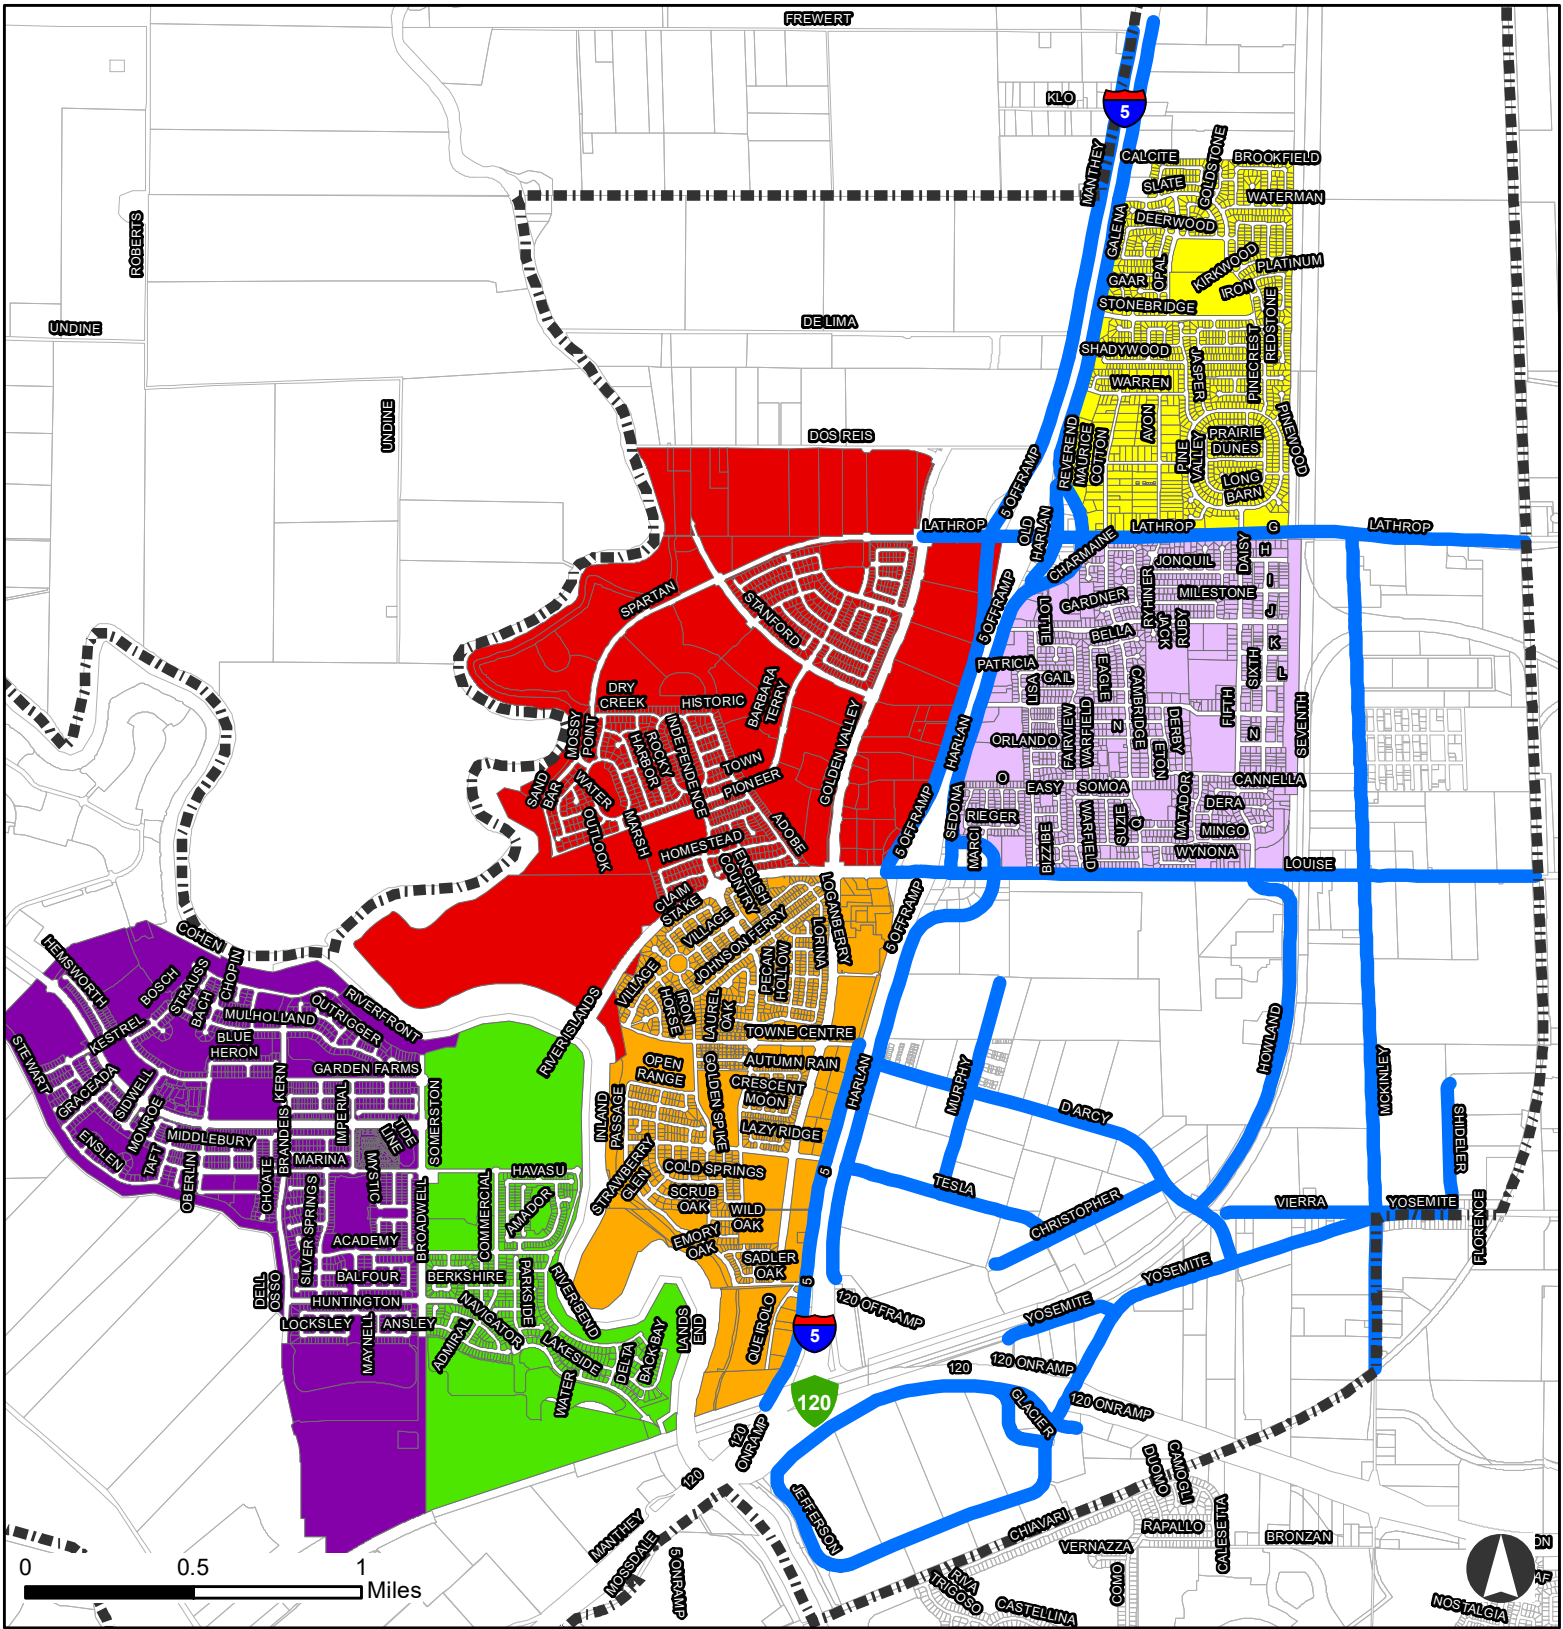 FREWERT
KLO
5
MANTHEY
CALCITE
GOLDSTONE
BROOKFIELD
SLATE
WATERMAN
ROBERTS
GALENA
DEERWOOD
OPAL
KIRKWOOD
PLATINUM
GAAR
IRON
STONEBRIDGE
REDSTONE
UNDINE
DE LIMA
SHADYWOOD
JASPER
PINECREST
WARREN
UNDINE
DOS REIS
REVEREND
MAURICE
COTTON
AVON
PINE
VALLEY
PRAIRIE
DUNES
PINEWOOD
LONG
BARN
5 OFFRAMP
LATHROP
OLD
HARLAN
LATHROP
G
LATHROP
CHARMAINE
DAISY
H
JONQUIL
I
SPARTAN
STANFORD
5 OFFRAMP
LOTTIE
GARDNER
RYHINER
MILESTONE
J
MCK
RUBY
BELLA
K
PATRICIA
LISA
GAIL
EAGLE
CAMBRIDGE
SIXTH
L
DRY
CREEK
HISTORIC
BARBARA
TERRY
MOSSY
POINT
INDEPENDENCE
ROCKY
HARBOR
GOLDEN VALLEY
HARLAN
ORLANDO
FAIRVIEW
WARFIELD
N
DERBY
ETON
FIFTH
N
SEVENTH
TOWN
PIONEER
SAND
BAR
WATER
OUTLOOK
MARSH
O
EASY
SOMOA
CANNELLA
SEDONA
RIEGER
MARCI
BIZZIBE
WARFIELD
SUZIE
Q
MATADOR
DERA
MINGO
WYNONA
LOUISE
ADOBE
HOMESTEAD
5 OFFRAMP
ENGLISH
COUNTRY
CLAIM
STAKE
LOGANBERRY
VILLAGE
JOHNSON FERRY
LORINA
PECAN
HOLLOW
5 OFFRAMP
COHEN
HEMSWORTH
BOSCH
STRAUSS
BACH
CHOPIN
OUTRIGGER
RIVERFRONT
MULHOLLAND
KESTREL
BLUE
HERON
STEWART
GRACEADA
SIDWELL
MONROE
GARDEN FARMS
VILLAGE
IRON
HORSE
LAUREL
OAK
TOWNE CENTRE
RIVER ISLANDS
OPEN
RANGE
GOLDEN SPIKE
AUTUMN RAIN
CRESCENT
MOON
HARLAN
MURPHY
HOWLAND
MCKINLEY
D ARCY
SHIDELER
INLAND
PASSAGE
LAZY RIDGE
KERN
BRANDEIS
IMPERIAL
TIDE
SOMERSTON
ENSLEN
TAFT
MIDDLEBURY
OBERLIN
CHOATE
MARINA
MYSTIC
SILVER SPRINGS
BROADWELL
COMMERCIAL
HAVASU
AMADOR
STRAWBERRY
GLEN
COLD SPRINGS
SCRUB
OAK
WILD
OAK
EMORY
OAK
SADLER
OAK
5
5
TESLA
CHRISTOPHER
VIERRA
YOSEMITE
FLORENCE
YOSEMITE
ACADEMY
BALFOUR
BERKSHIRE
PARKSIDE
RIVER BEND
DELL
OSSO
HUNTINGTON
LOCKSLEY
MAYNELL
ANSLEY
ADMIRAL
NAVIGATOR
LAKESIDE
WATER
DELTA
BACK BAY
LANDS
END
QUEIROLO
5
120 OFFRAMP
YOSEMITE
120
120 ONRAMP
120 ONRAMP
GLACIER
120
120
ONRAMP
120
JEFFERSON
MANTHEY
MOSSDALE
5 ONRAMP
CHIAVARI
DUOMO
CAMOGLI
CALESETTA
RAPALLO
VERNAZZA
COMO
BRONZAN
RIVA
TRIGOSO
CASTELLINA
NOSTALGIA
0 0.5 1
Miles